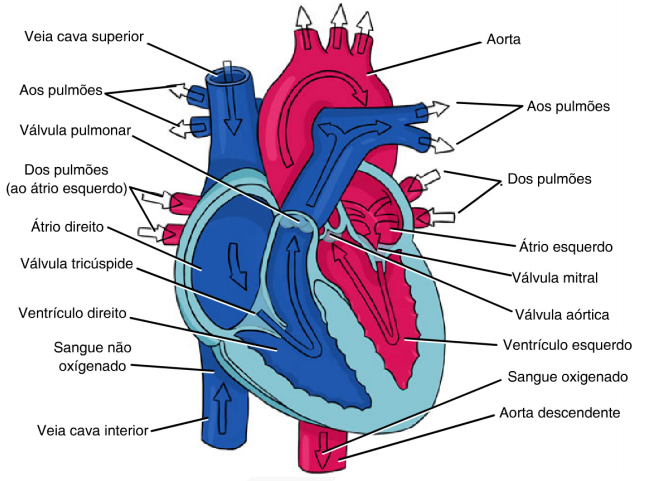 Veia cava superior
Aos pulmões
Válvula pulmonar
Dos pulmões
(ao átrio esquerdo)
Átrio direito
Válvula tricúspide
Ventrículo direito
Sangue não
oxígenado
Veia cava interior
Aorta
Aos pulmões
Dos pulmões
Átrio esquerdo
Válvula mitral
Válvula aórtica
Ventrículo esquerdo
Sangue oxigenado
Aorta descendente